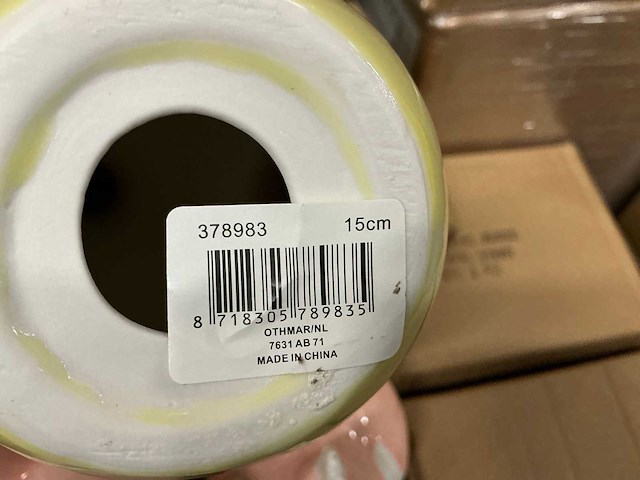 378983 15cm
8 718305 789835
OTHMAR/NL
7631 AB 71
MADE IN CHINA